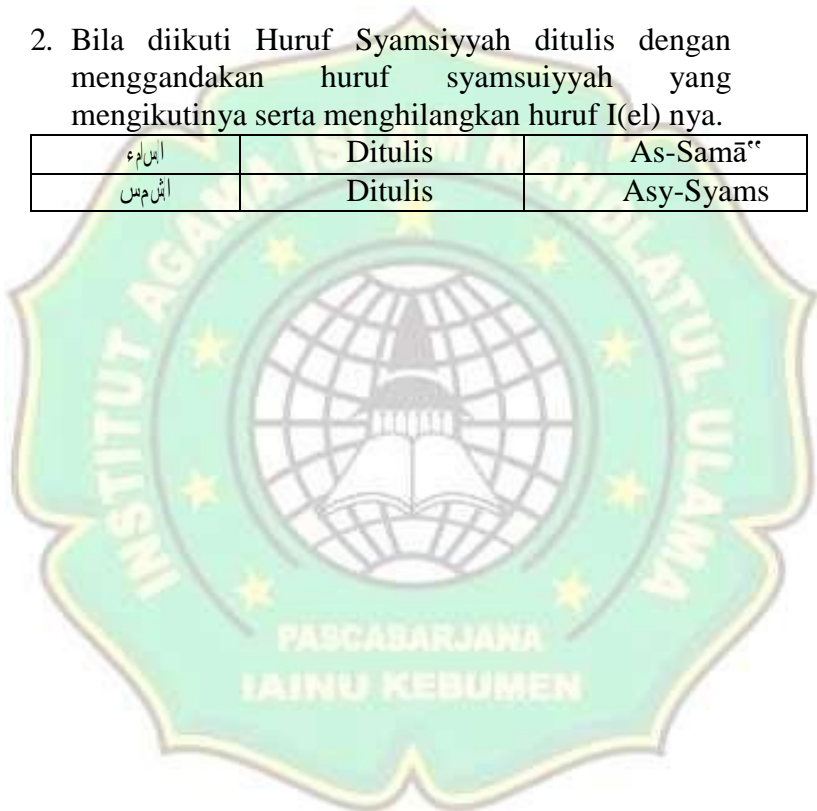 2. Bila diikuti Huruf Syamsiyyah ditulis dengan
menggandakan huruf syamsuiyyah yang
mengikutinya serta menghilangkan huruf I(el) nya.
Ditulis As-Samā‟
Ditulis Asy-Syams
INSTITUT AGAMA ISLAM NAHDLATUL ULAMA
PASCASARJANA
IAINU KEBUMEN